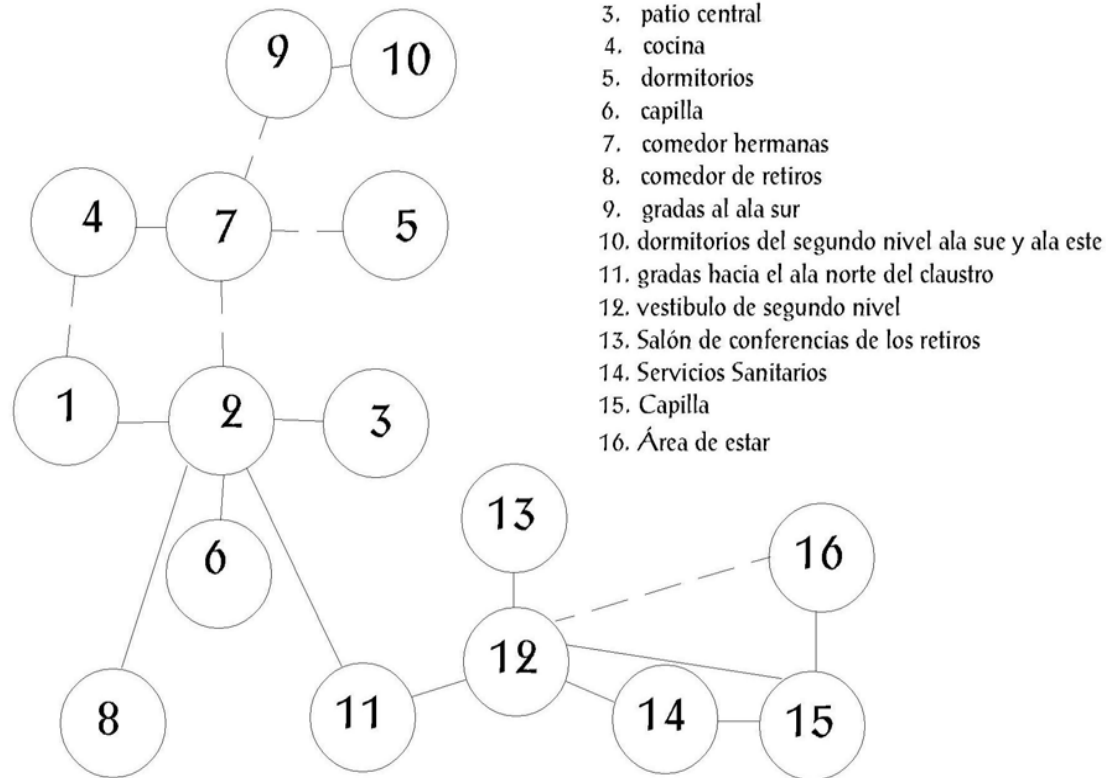 3. patio central
4. cocina
5. dormitorios
6. capilla
7. comedor hermanas
8. comedor de retiros
9. gradas al ala sur
10. dormitorios del segundo nivel ala sue y ala este
11. gradas hacia el ala norte del claustro
12. vestibulo de segundo nivel
13. Salón de conferencias de los retiros
14. Servicios Sanitarios
15. Capilla
16. Área de estar
9 10
4 7 5
1 2 3
6
8 11
13
16
12
14 15